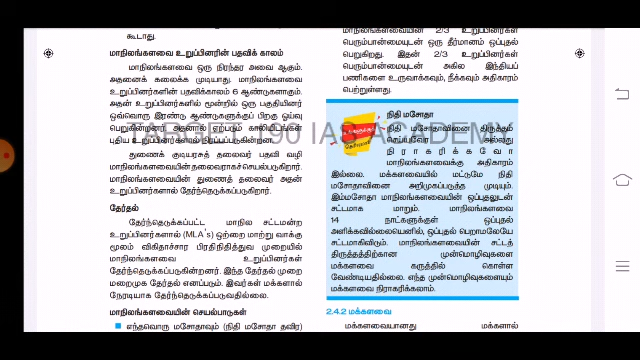 கூடாது.
மாநிலங்களவை உறுப்பினரின் பதவிக் காலம்
மாநிலங்களவை ஒரு நிரந்தர அவை ஆகும்.
அதனைக் கலைக்க முடியாது. மாநிலங்களவை
உறுப்பினர்களின் பதவிக்காலம் 6 ஆண்டுகளாகும்.
அதன் உறுப்பினர்களில் மூன்றில் ஒரு பகுதியினர்
ஒவ்வொரு இரண்டு ஆண்டுகளுக்குப் பிறகு ஓய்வு
பெறுகின்றனர். அதனால் ஏற்படும் காலியிடங்கள்
புதிய உறுப்பினர்களால் நிரப்பப்படுகின்றன.
துணைக் குடியரசுத் தலைவர் பதவி வழி
மாநிலங்களவையின் தலைவராகச் செயல்படுகிறார்.
மாநிலங்களவையின் துணைத் தலைவர் அதன்
உறுப்பினர்களால் தேர்ந்தெடுக்கப்படுகிறார்.
தேர்தல்
தேர்ந்தெடுக்கப்பட்ட மாநில சட்டமன்ற
உறுப்பினர்களால் (MLA's) ஒற்றை மாற்று வாக்கு
மூலம் விகிதாச்சார பிரதிநிதித்துவ முறையில்
மாநிலங்களவை உறுப்பினர்கள்
தேர்ந்தெடுக்கப்படுகின்றனர். இந்த தேர்தல் முறை
மறைமுக தேர்தல் எனப்படும். இவர்கள் மக்களால்
நேரடியாகத் தேர்ந்தெடுக்கப்படுவதில்லை.
மாநிலங்களவையின் செயல்பாடுகள்
எந்தவொரு மசோதாவும் (நிதி மசோதா தவிர)
மாநிலங்களவையின் 2/3 உறுப்பினர்கள்
பெரும்பான்மையுடன் ஒரு தீர்மானம் ஒப்புதல்
பெறுகிறது. இதன் 2/3 உறுப்பினர்கள்
பெரும்பான்மையுடன் அகில இந்தியப்
பணிகளை உருவாக்கவும், நீக்கவும் அதிகாரம்
பெற்றுள்ளது.
நிதி மசோதா
நிதி மசோதாவினை திருத்தம்
செய்யவோ அல்லது
நிராகரிக்கவோ
மாநிலங்களவைக்கு அதிகாரம்
இல்லை. மக்களவையில் மட்டுமே நிதி
மசோதாவினை அறிமுகப்படுத்த முடியும்.
இம்மசோதா மாநிலங்களவையின் ஒப்புதலுடன்
சட்டமாக மாறும். மாநிலங்களவை
14 நாட்களுக்குள் ஒப்புதல்
அளிக்கவில்லையெனில், ஒப்புதல் பெறாமலேயே
சட்டமாகிவிடும். மாநிலங்களவையின் சட்டத்
திருத்தத்திற்கான முன்மொழிவுகளை
மக்களவை கருத்தில் கொள்ள
வேண்டியதில்லை. எந்த முன்மொழிவுகளையும்
மக்களவை நிராகரிக்கலாம்.
2.4.2 மக்களவை
மக்களவையானது மக்களால்
TARGET 190 IAS ACADEMY